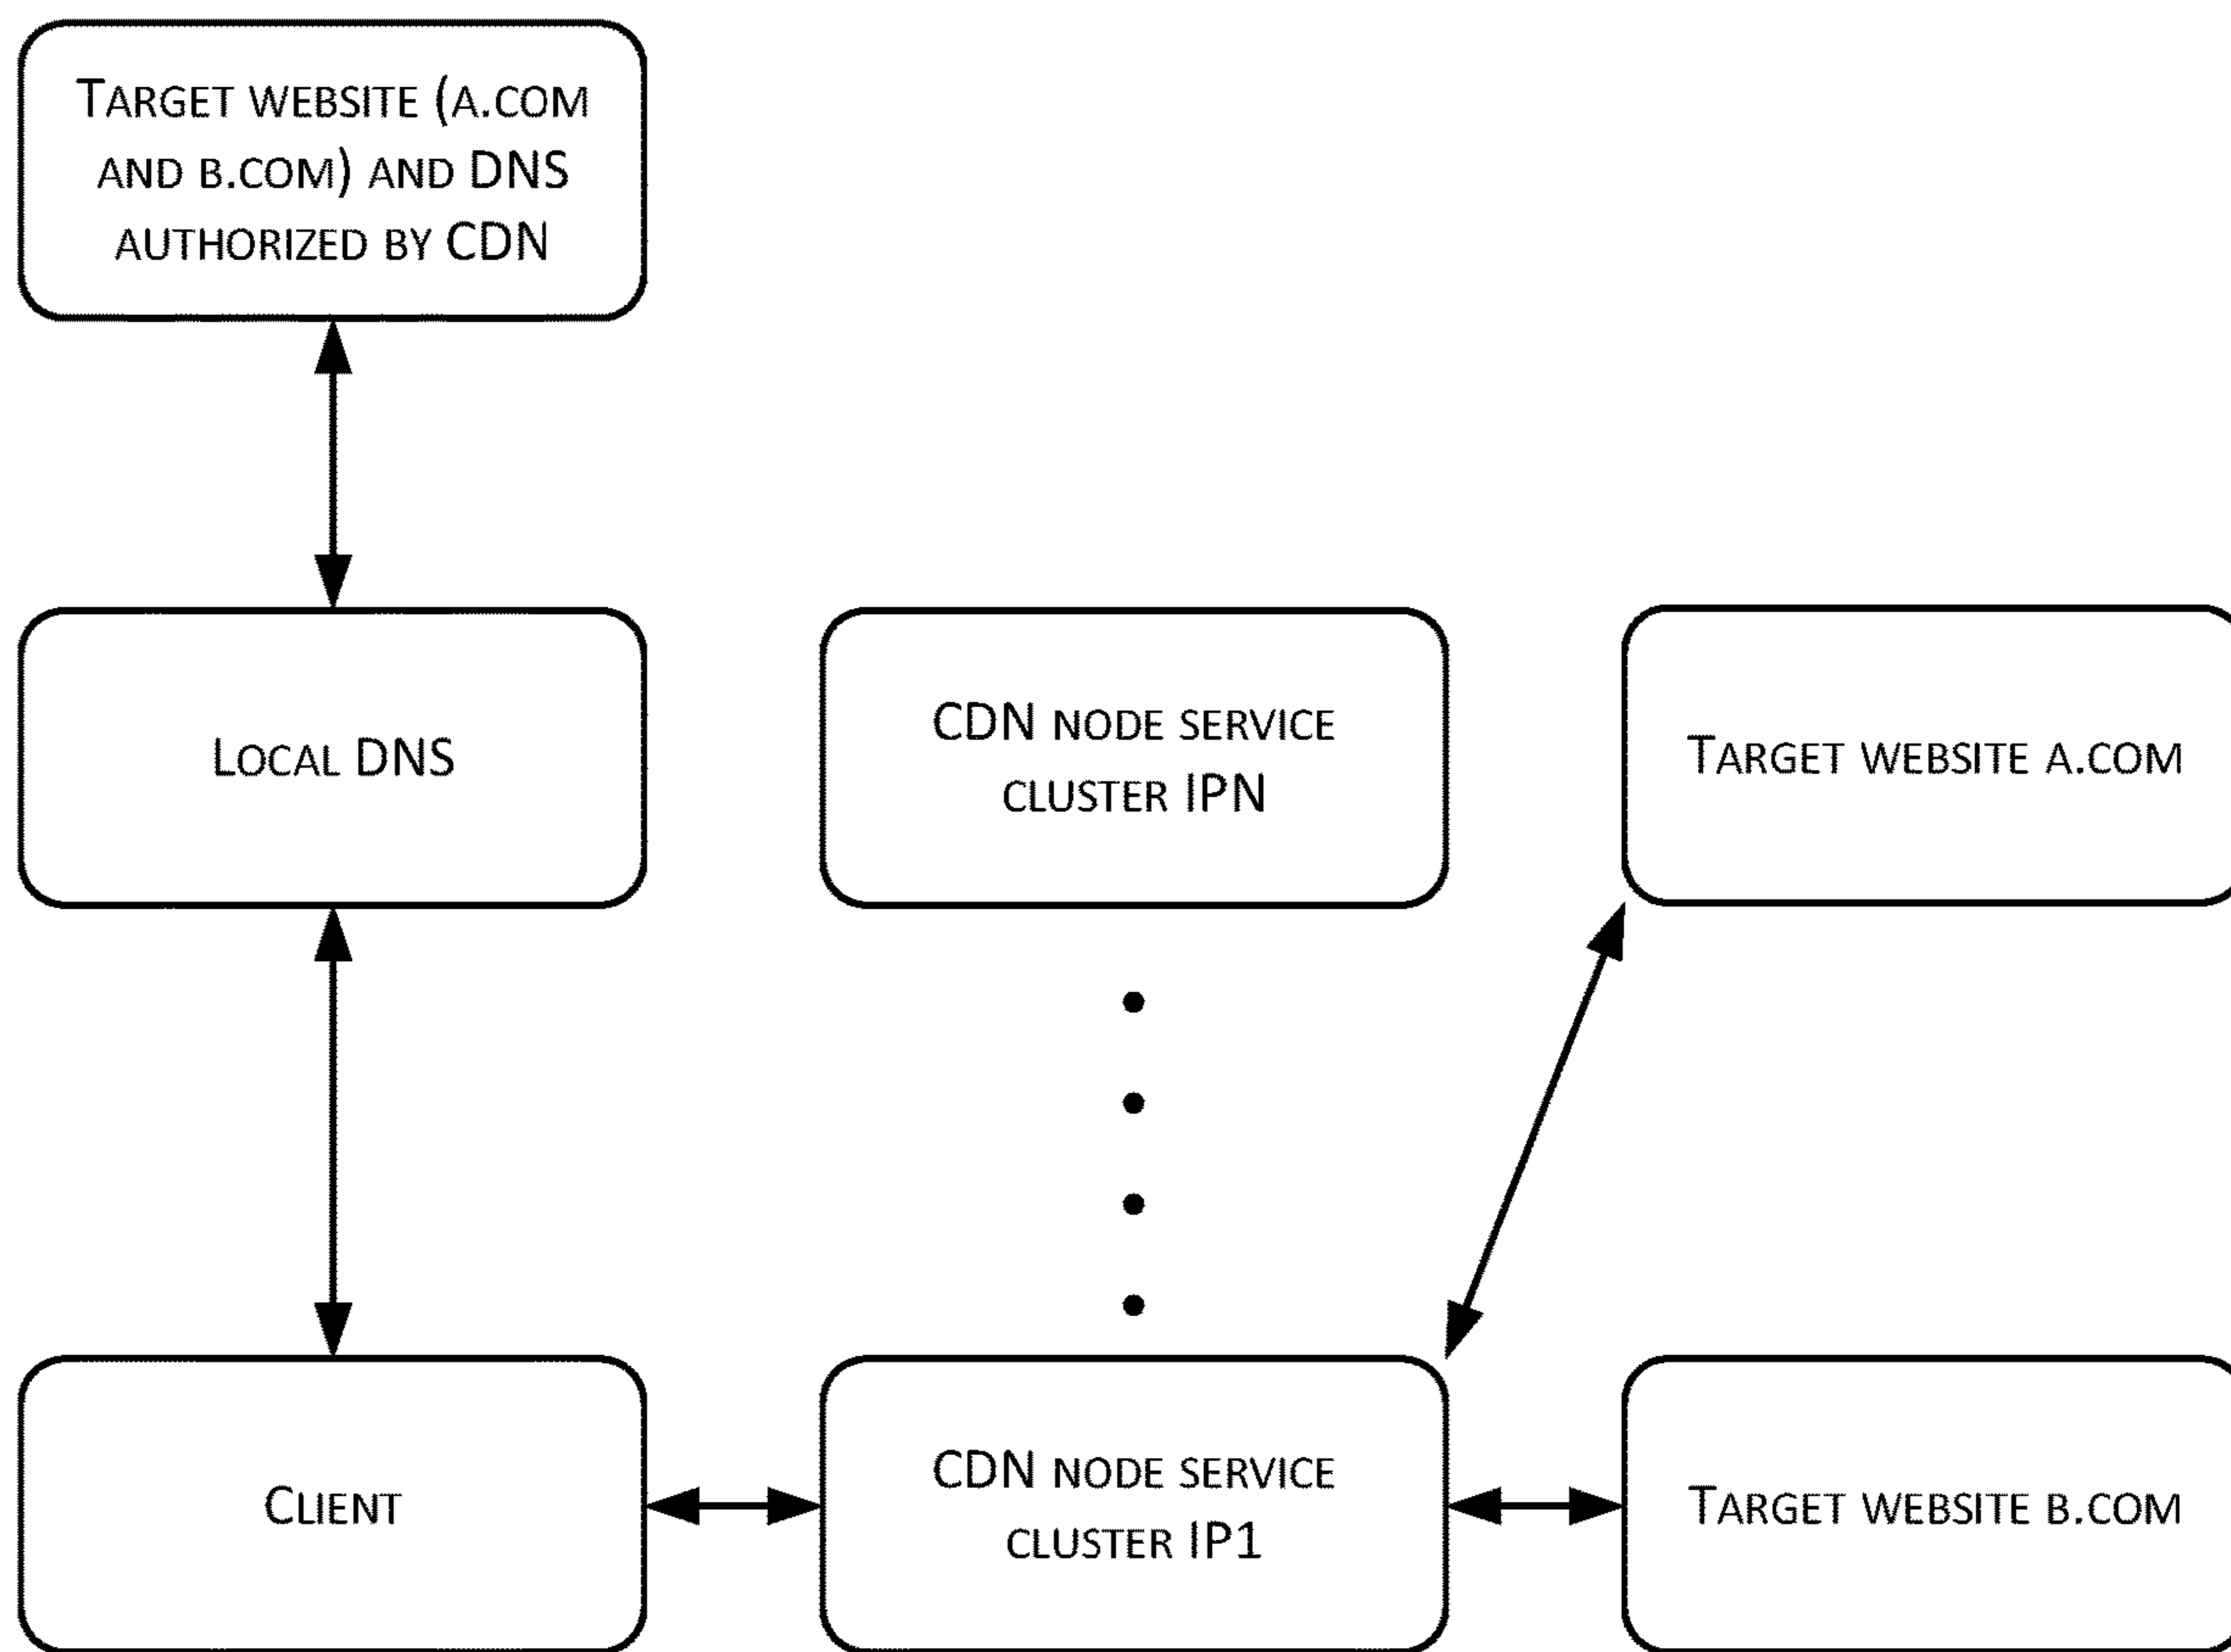 TARGET WEBSITE (A.COM
AND B.COM) AND DNS
AUTHORIZED BY CDN
LOCAL DNS
CDN NODE SERVICE
CLUSTER IPN
TARGET WEBSITE A.COM
CLIENT
CDN NODE SERVICE
CLUSTER IP1
TARGET WEBSITE B.COM